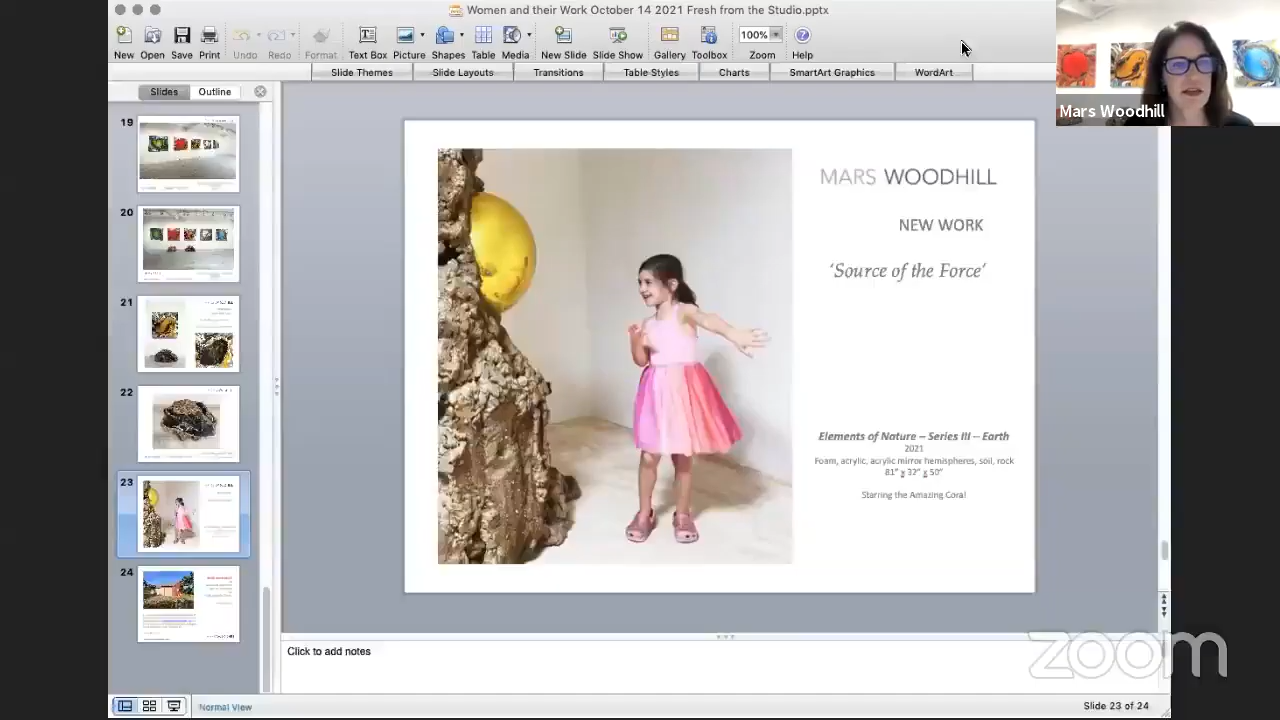 Women and their Work October 14 2021 Fresh from the Studio.pptx
New Open Save Print Undo Redo Format Text Box Picture Shapes Table Media New Slide Slide Show Gallery Toolbox 100% Zoom Help
Slide Themes Slide Layouts Transitions Table Styles Charts SmartArt Graphics WordArt
Mars Woodhill
Slides Outline
19
20
21
22
23
24
MARS WOODHILL
NEW WORK
‘Source of the Force’
Elements of Nature – Series III – Earth
2021
Foam, acrylic, acrylic mirror hemispheres, soil, rock
81” x 32” x 50”
Starring the Amazing Coral
Click to add notes
zoom
Normal View
Slide 23 of 24